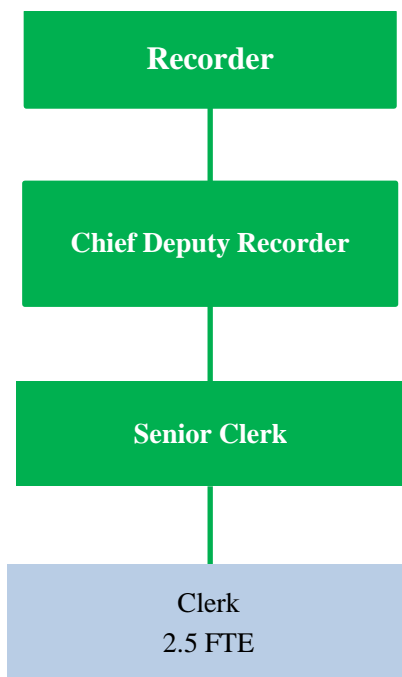 Recorder
Chief Deputy Recorder
Senior Clerk
Clerk
2.5 FTE